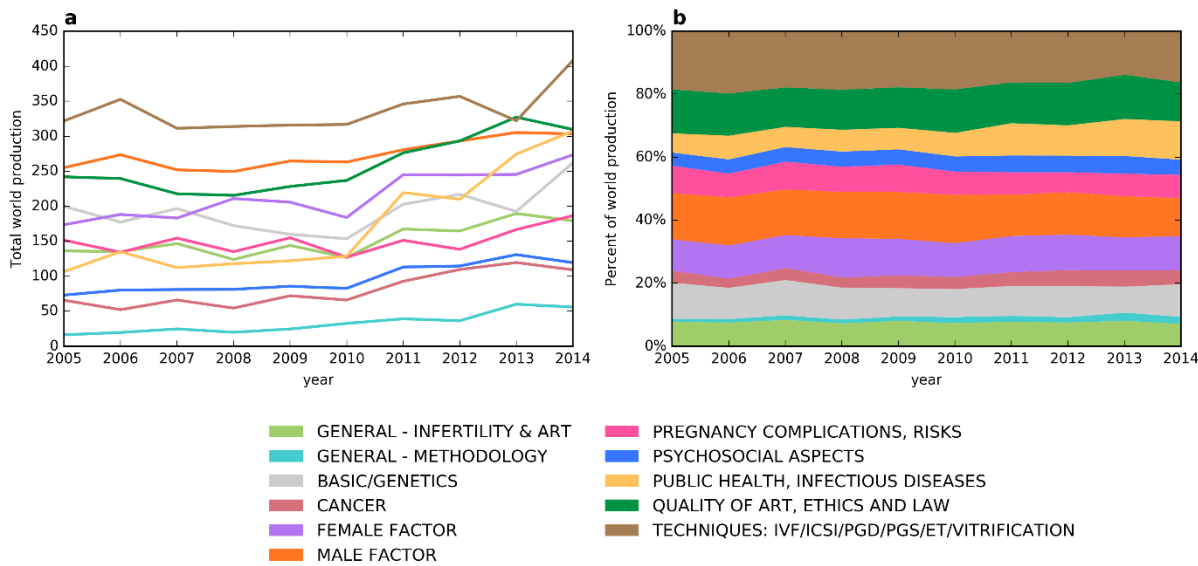 a
450
400
350
300
250
200
150
100
50
0
Total world production
2005 2006 2007 2008 2009 2010 2011 2012 2013 2014
year
b
100%
80%
60%
40%
20%
0%
Percent of world production
2005 2006 2007 2008 2009 2010 2011 2012 2013 2014
year
GENERAL - INFERTILITY & ART
GENERAL - METHODOLOGY
BASIC/GENETICS
CANCER
FEMALE FACTOR
MALE FACTOR
PREGNANCY COMPLICATIONS, RISKS
PSYCHOSOCIAL ASPECTS
PUBLIC HEALTH, INFECTIOUS DISEASES
QUALITY OF ART, ETHICS AND LAW
TECHNIQUES: IVF/ICSI/PGD/PGS/ET/VITRIFICATION